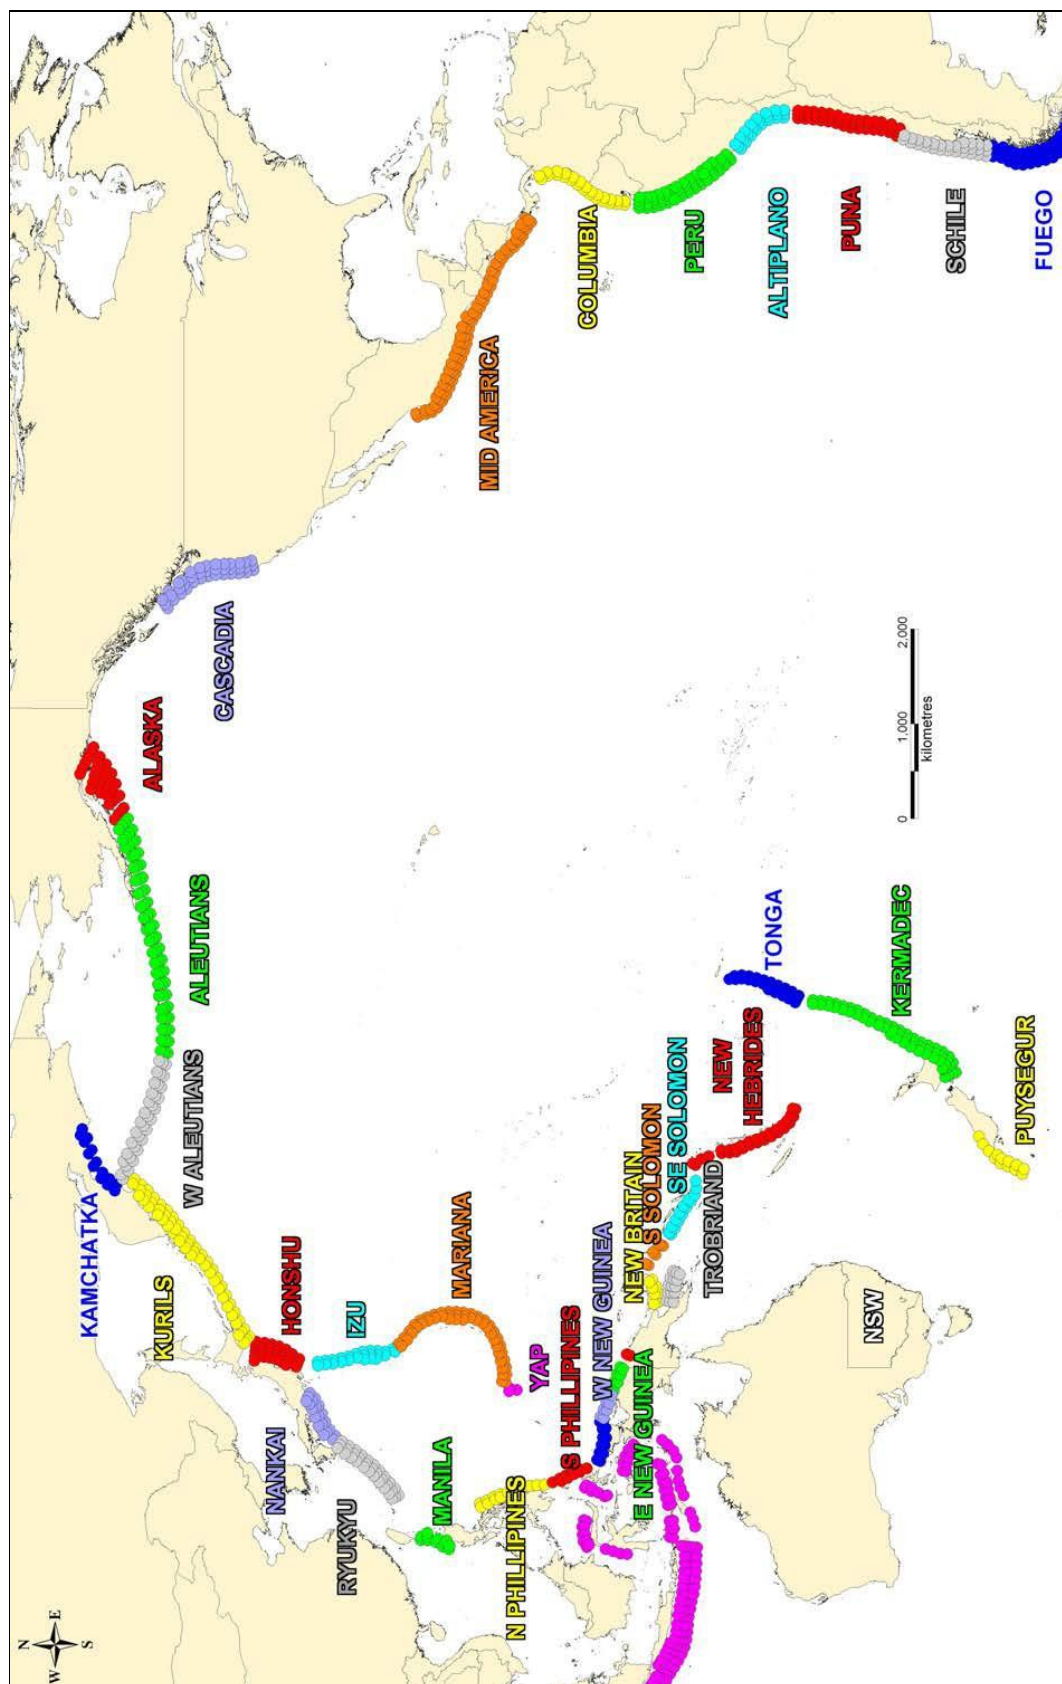 N
W E
S
KAMCHATKA
KURILS
W ALEUTIANS
ALEUTIANS
ALASKA
CASCADIA
NANKAI
HONSHU
RYUKYU
IZU
MARIANA
MANILA
YAP
MID AMERICA
N PHILLIPINES
S PHILLIPINES
W NEW GUINEA
E NEW GUINEA
NEW BRITAIN
S SOLOMON
SE SOLOMON
TROBRIAND
NEW
HEBRIDES
TONGA
KERMADEC
PUYSEGUR
NSW
COLUMBIA
PERU
ALTIPLANO
PUNA
SCHILE
FUEGO
0 1,000 2,000
kilometres